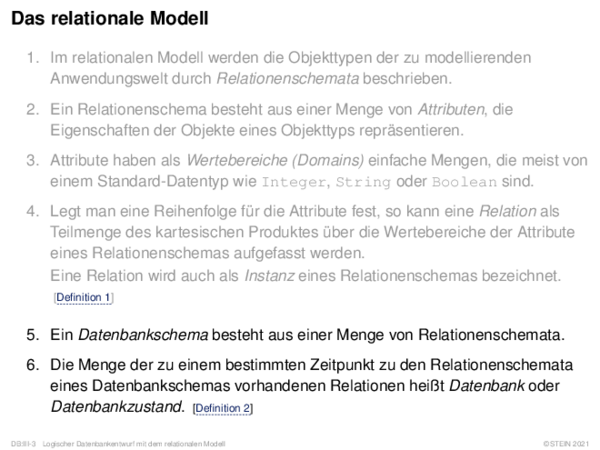 Das relationale Modell
1. Im relationalen Modell werden die Objekttypen der zu modellierenden
Anwendungswelt durch Relationenschemata beschrieben.
2. Ein Relationenschema besteht aus einer Menge von Attributen, die
Eigenschaften der Objekte eines Objekttyps repräsentieren.
3. Attribute haben als Wertebereiche (Domains) einfache Mengen, die meist von
einem Standard-Datentyp wie Integer, String oder Boolean sind.
4. Legt man eine Reihenfolge für die Attribute fest, so kann eine Relation als
Teilmenge des kartesischen Produktes über die Wertebereiche der Attribute
eines Relationenschemas aufgefasst werden.
Eine Relation wird auch als Instanz eines Relationenschemas bezeichnet.
[Definition 1]
5. Ein Datenbankschema besteht aus einer Menge von Relationenschemata.
6. Die Menge der zu einem bestimmten Zeitpunkt zu den Relationenschemata
eines Datenbankschemas vorhandenen Relationen heißt Datenbank oder
Datenbankzustand. [Definition 2]
DB:III-3 Logischer Datenbankentwurf mit dem relationalen Modell ©STEIN 2021